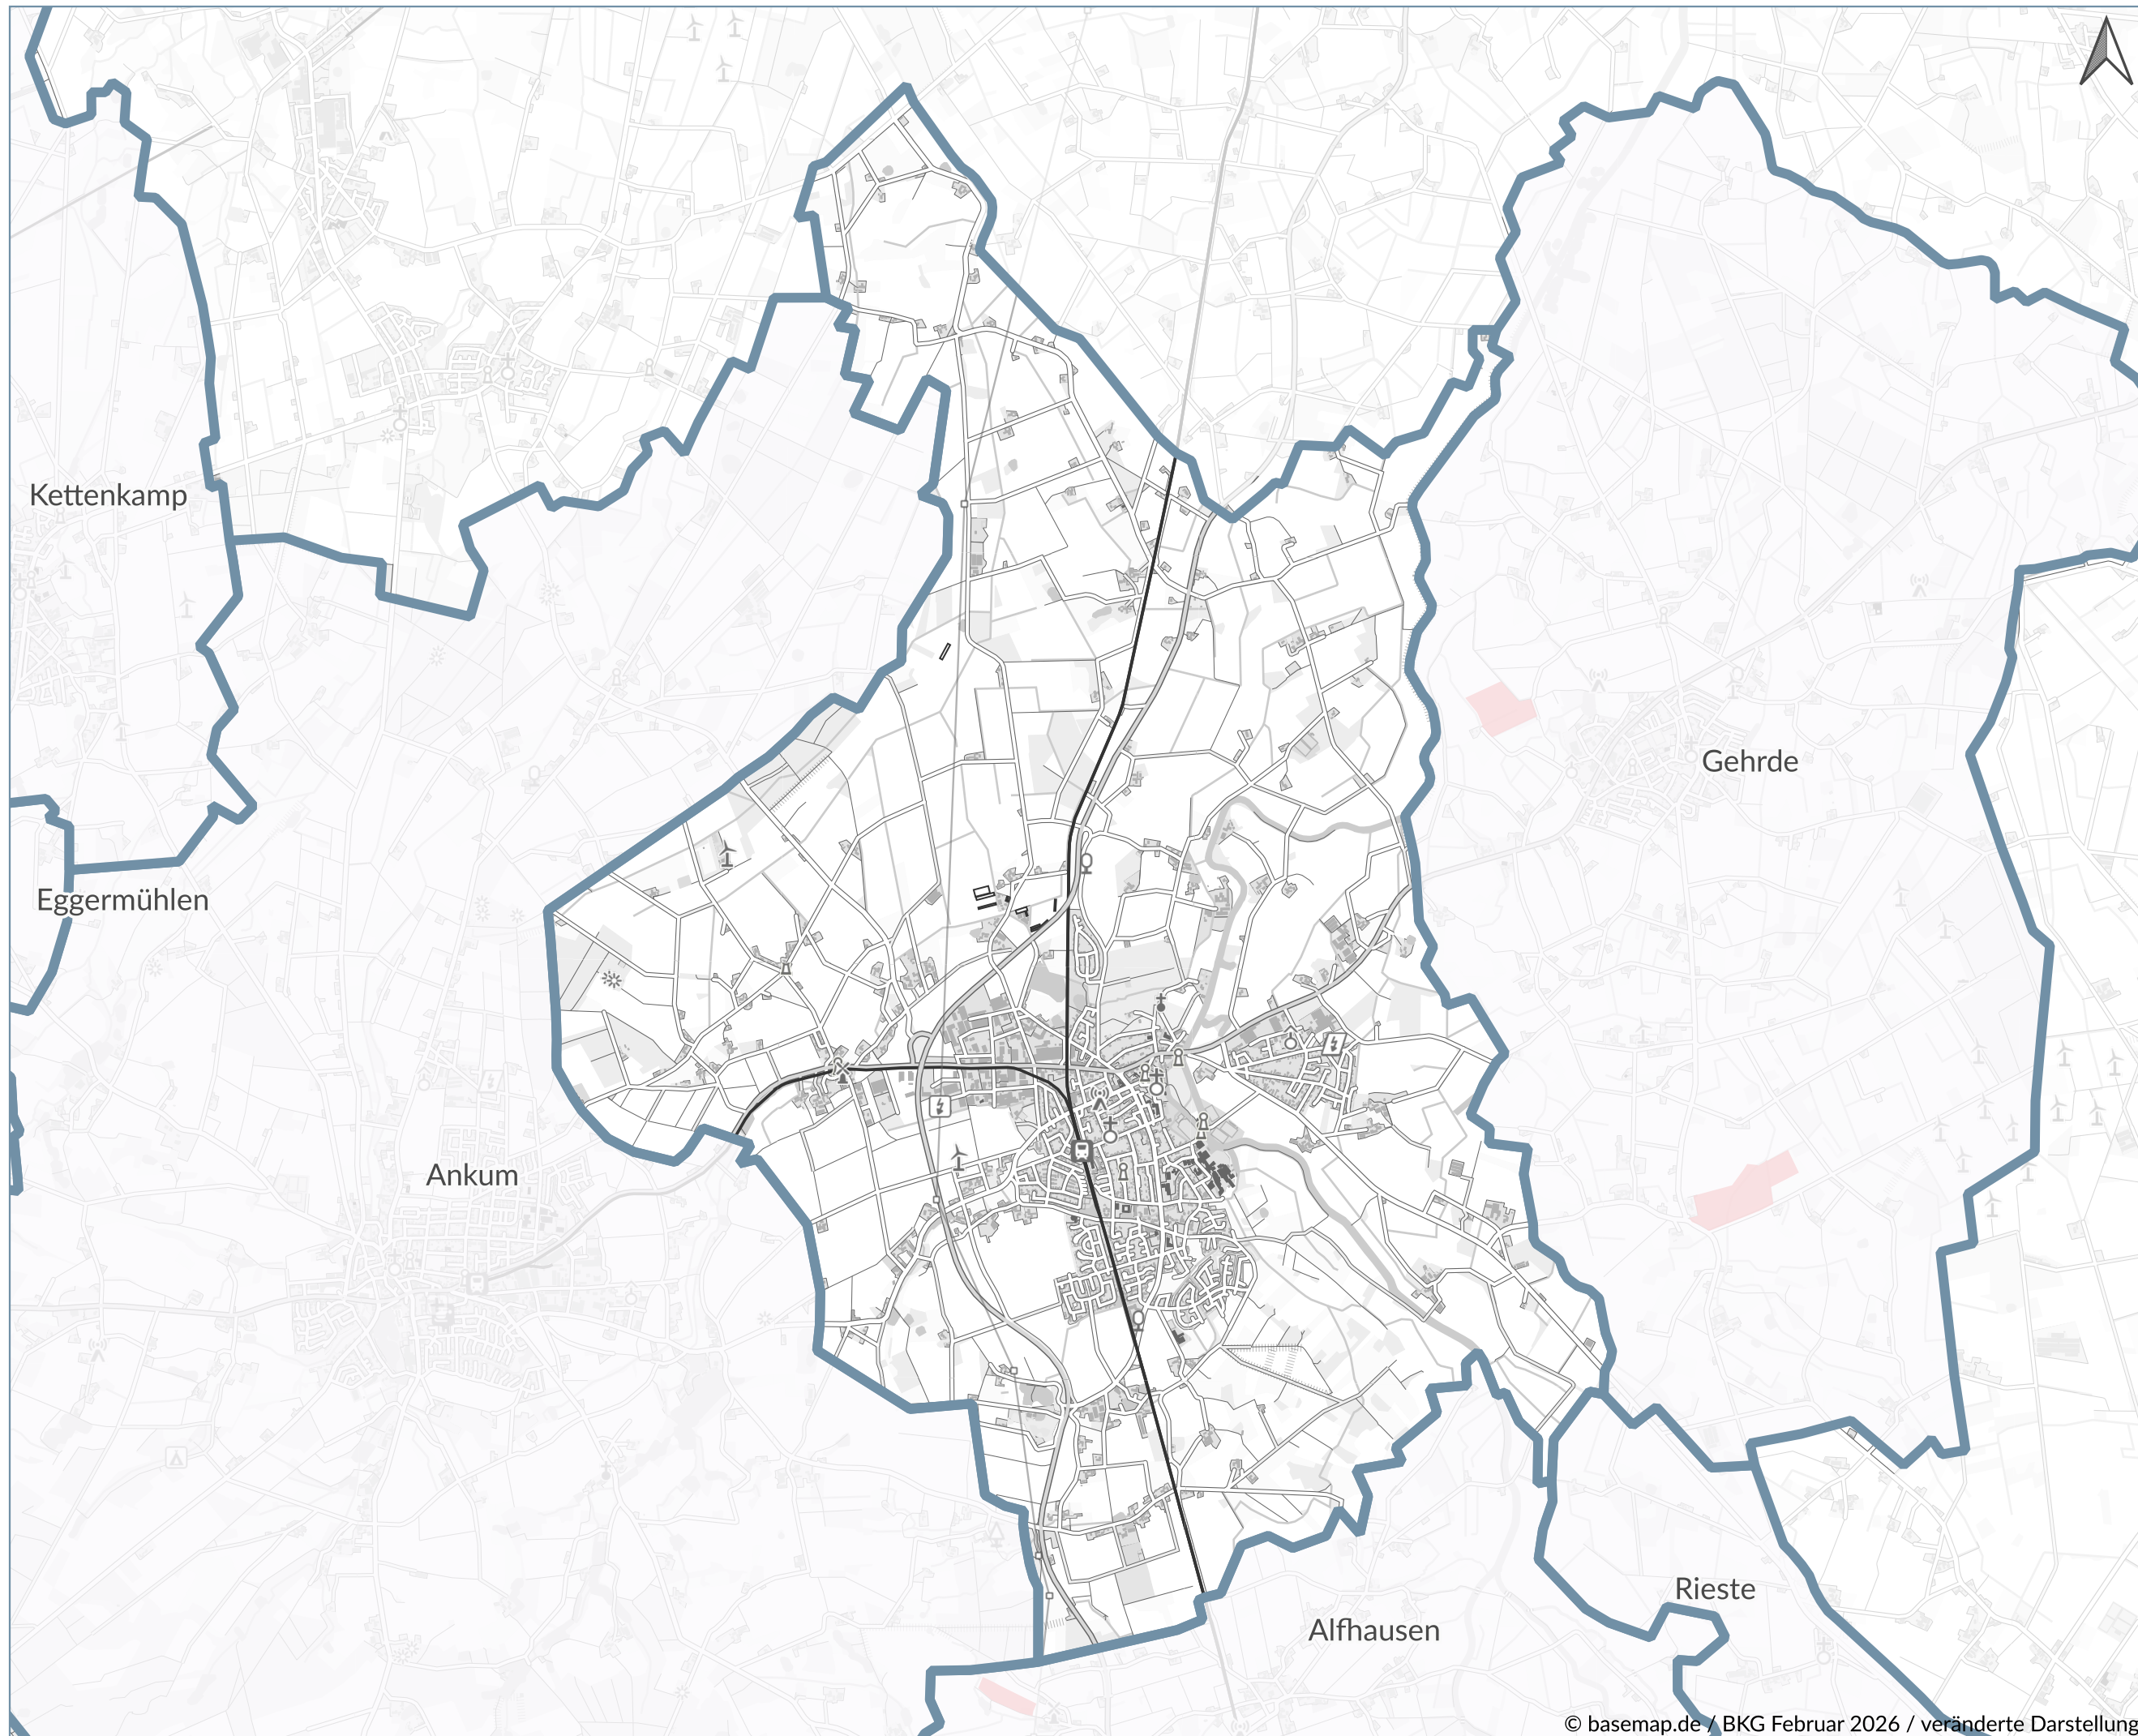 Kettenkamp
Gehrde
Eggermühlen
Ankum
Rieste
Alfhausen
© basemap.de / BKG Februar 2026 / veränderte Darstellung